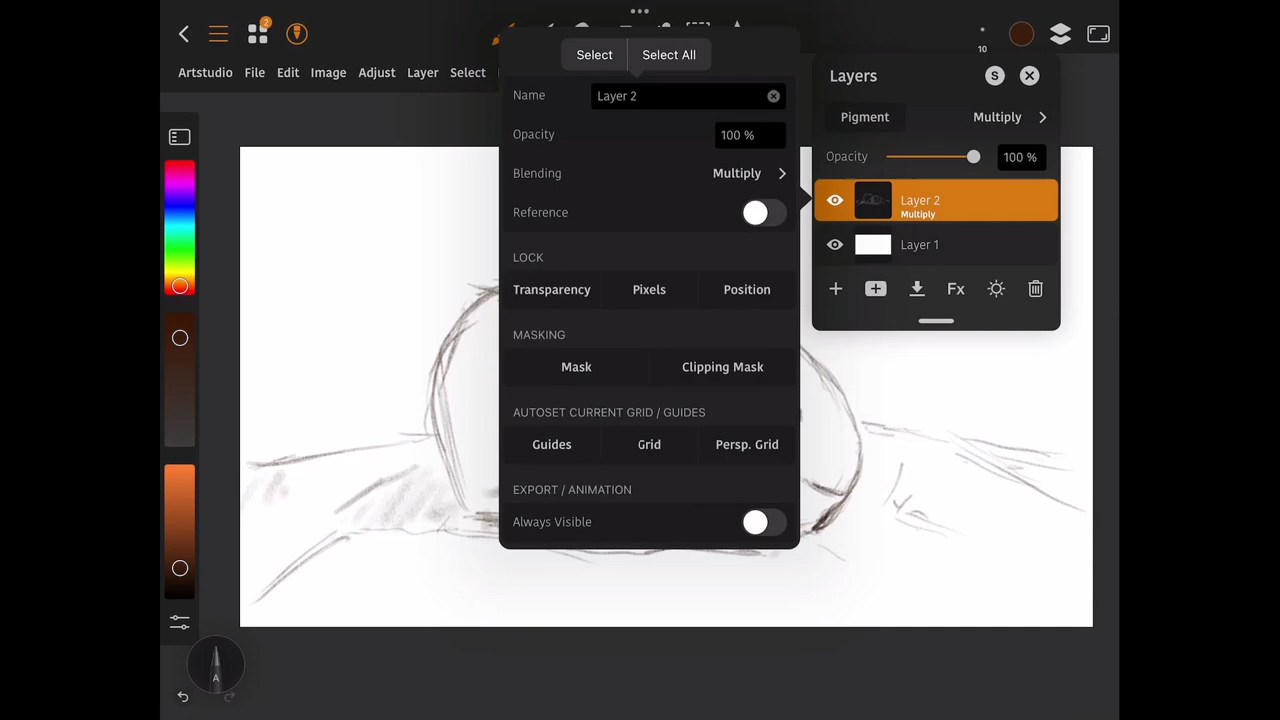 2
10
Artstudio File Edit Image Adjust Layer Select
Select Select All
Name Layer 2
Opacity 100 %
Blending Multiply
Reference
LOCK
Transparency Pixels Position
MASKING
Mask Clipping Mask
AUTOSET CURRENT GRID / GUIDES
Guides Grid Persp. Grid
EXPORT / ANIMATION
Always Visible
Layers S
Pigment Multiply
Opacity 100 %
Layer 2
Multiply
Layer 1
Fx
A